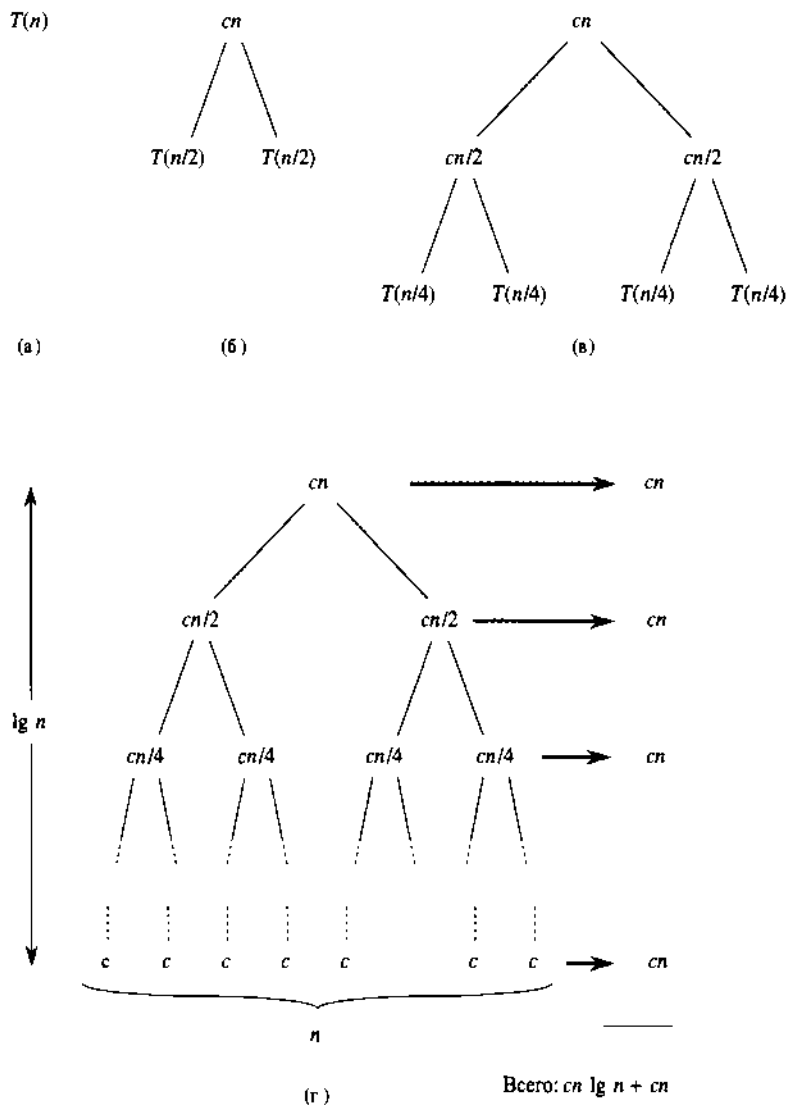 T(n) cn cn
T(n/2) T(n/2) cn/2 cn/2
T(n/4) T(n/4) T(n/4) T(n/4)
(а) (б) (в)
cn cn
cn/2 cn/2 cn
lg n
cn/4 cn/4 cn/4 cn/4 cn
c c c c c c c cn
n
(г) Всего: cn lg n + cn